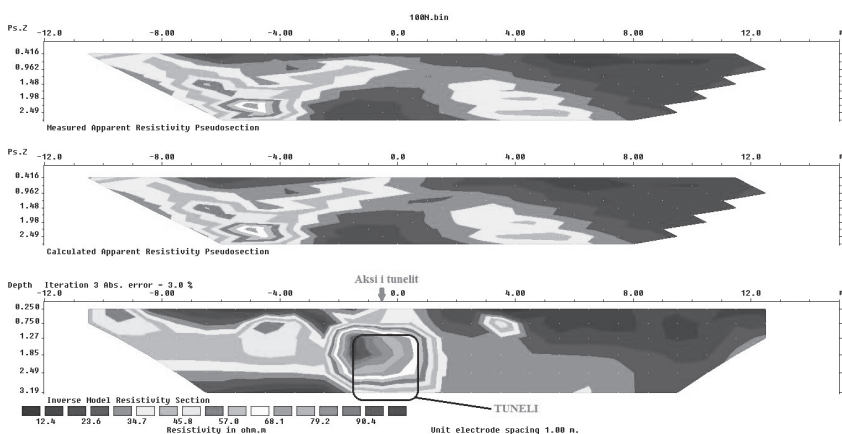 100N.bin
Ps.Z -12.0 -8.00 -4.00 0.0 4.00 8.00 12.0 m
0.416
0.962
1.48
1.98
2.49
Measured Apparent Resistivity Pseudosection
Ps.Z -12.0 -8.00 -4.00 0.0 4.00 8.00 12.0 m
0.416
0.962
1.48
1.98
2.49
Calculated Apparent Resistivity Pseudosection
Aksi i tunelit
Depth Iteration 3 Abs. error = 3.0 %
-12.0 -4.00 0.0 4.00 8.00 12.0 m
0.250
0.750
1.27
1.85
2.49
3.19
Inverse Model Resistivity Section
TUNELI
12.4 23.6 34.7 45.8 57.0 68.1 79.2 90.4
Resistivity in ohm.m
Unit electrode spacing 1.00 m.